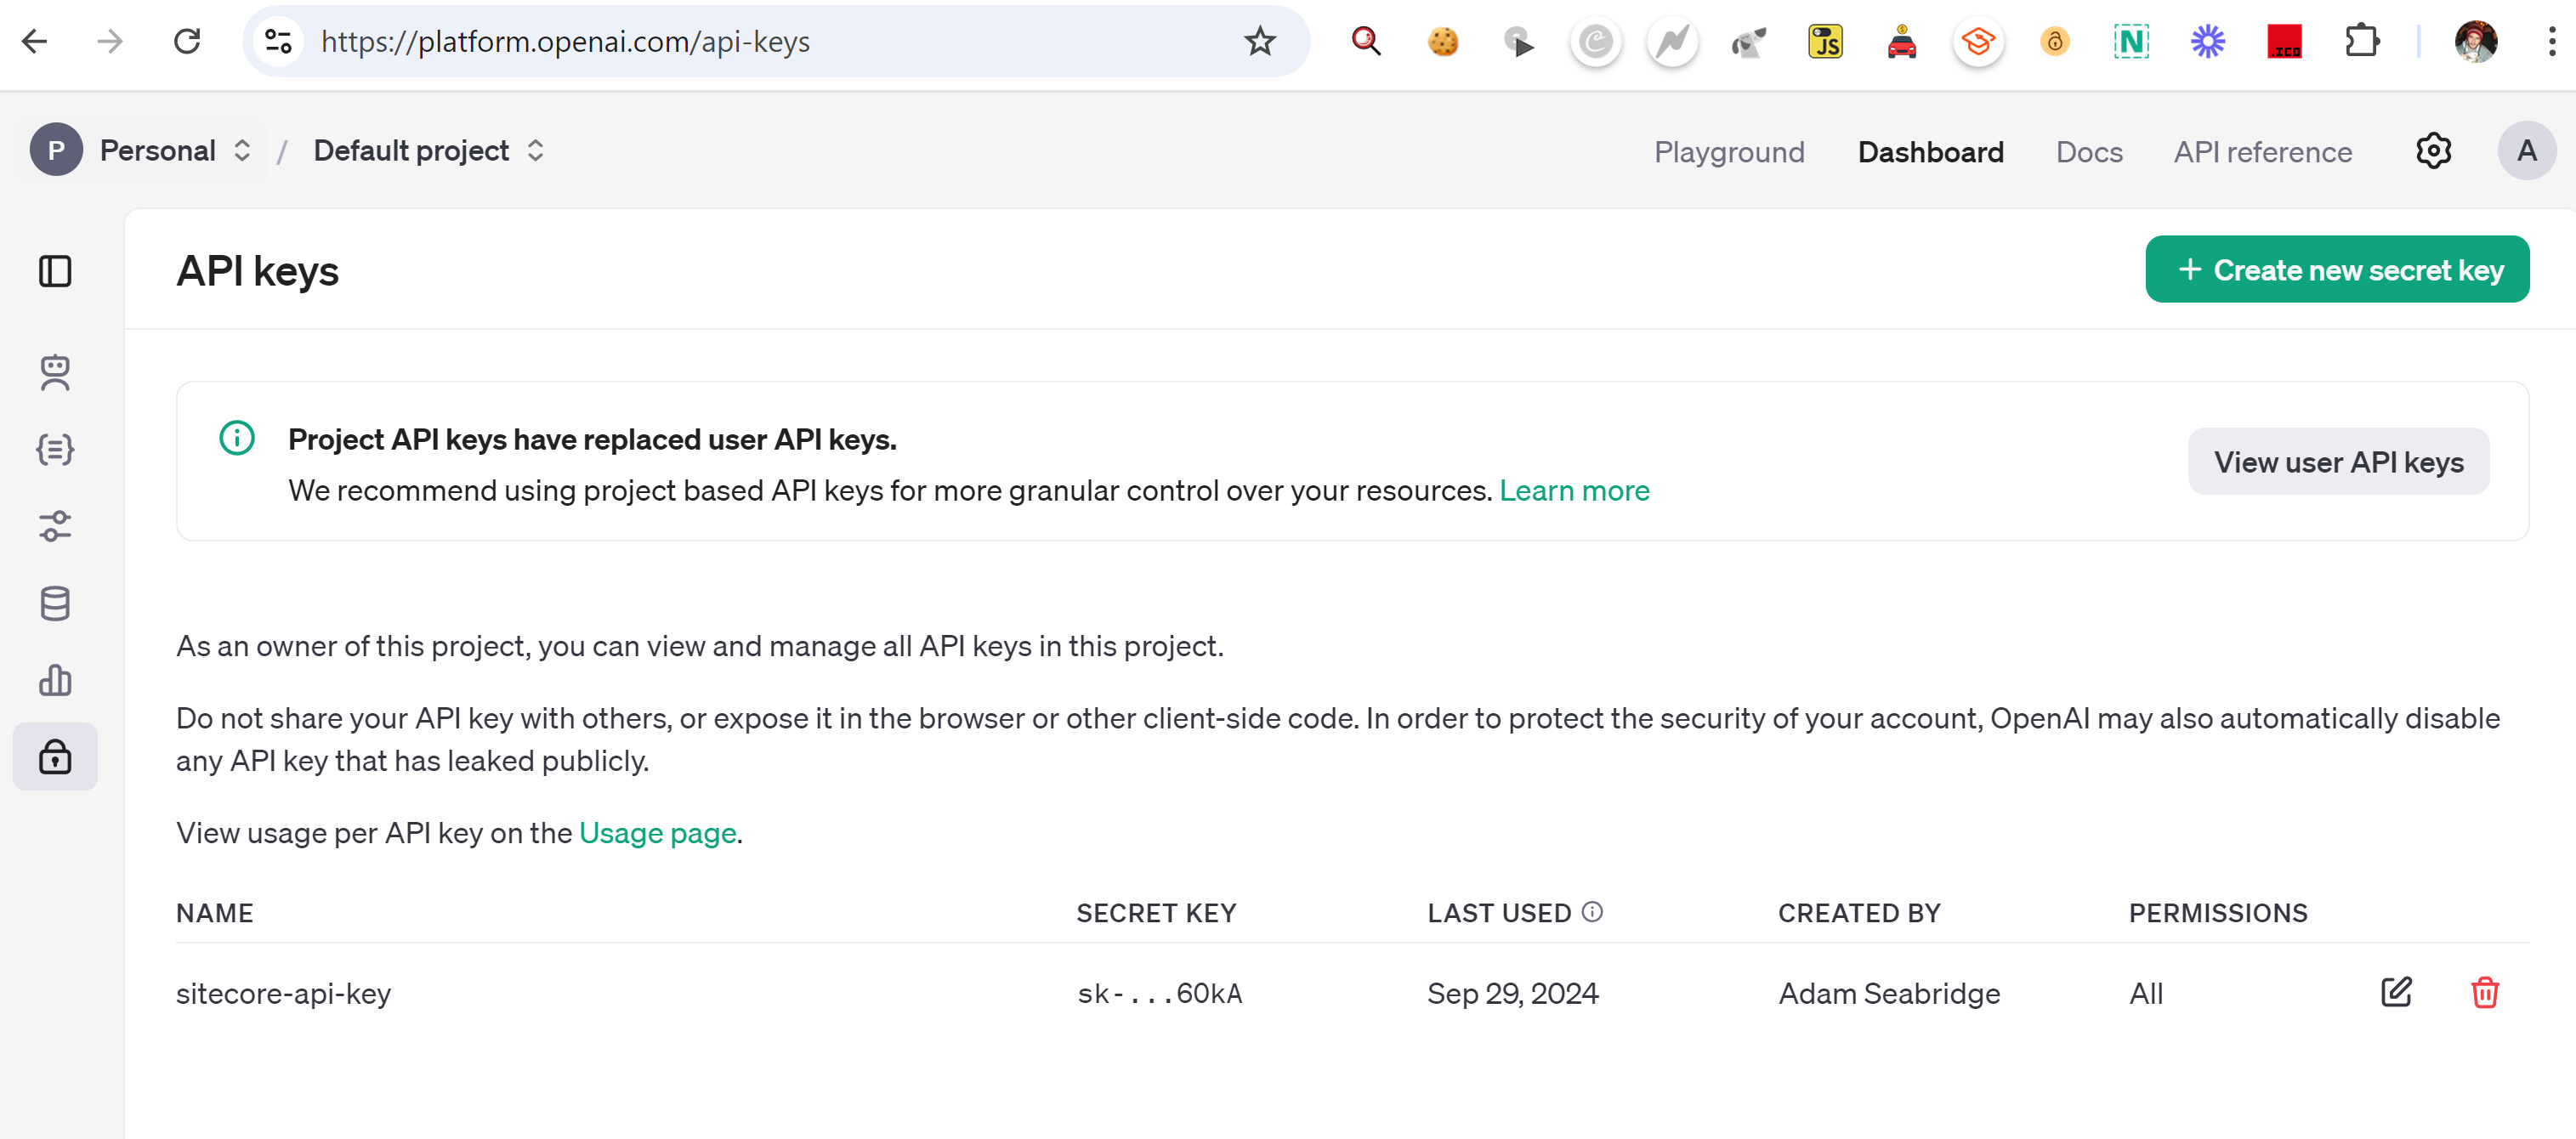 https://platform.openai.com/api-keys
JS
N
.ICO
P Personal / Default project
Playground Dashboard Docs API reference A
API keys
+ Create new secret key
Project API keys have replaced user API keys.
We recommend using project based API keys for more granular control over your resources. Learn more
View user API keys
As an owner of this project, you can view and manage all API keys in this project.
Do not share your API key with others, or expose it in the browser or other client-side code. In order to protect the security of your account, OpenAI may also automatically disable
any API key that has leaked publicly.
View usage per API key on the Usage page.
NAME SECRET KEY LAST USED CREATED BY PERMISSIONS
sitecore-api-key sk-...60kA Sep 29, 2024 Adam Seabridge All